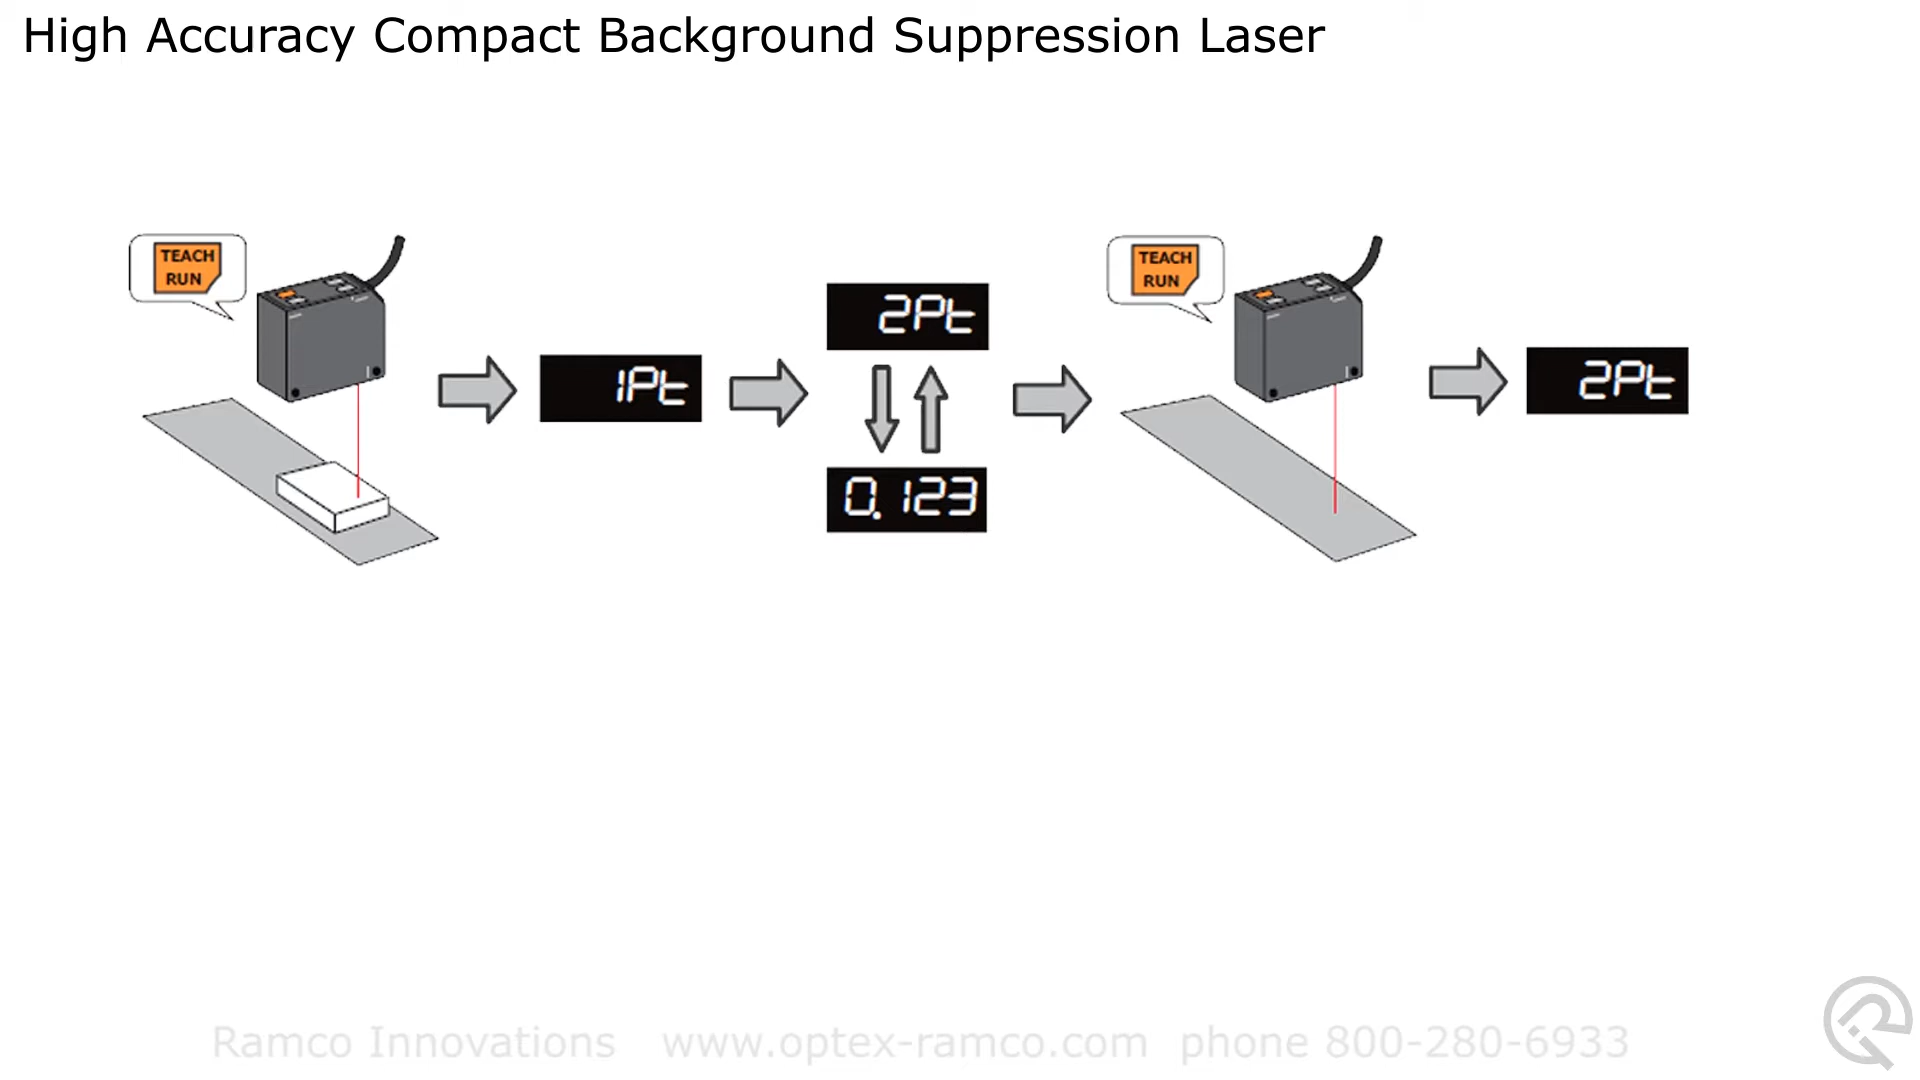 High Accuracy Compact Background Suppression Laser
TEACH
RUN
1Pt
2Pt
0.123
TEACH
RUN
2Pt
Ramco Innovations www.optex-ramco.com phone 800-280-6933